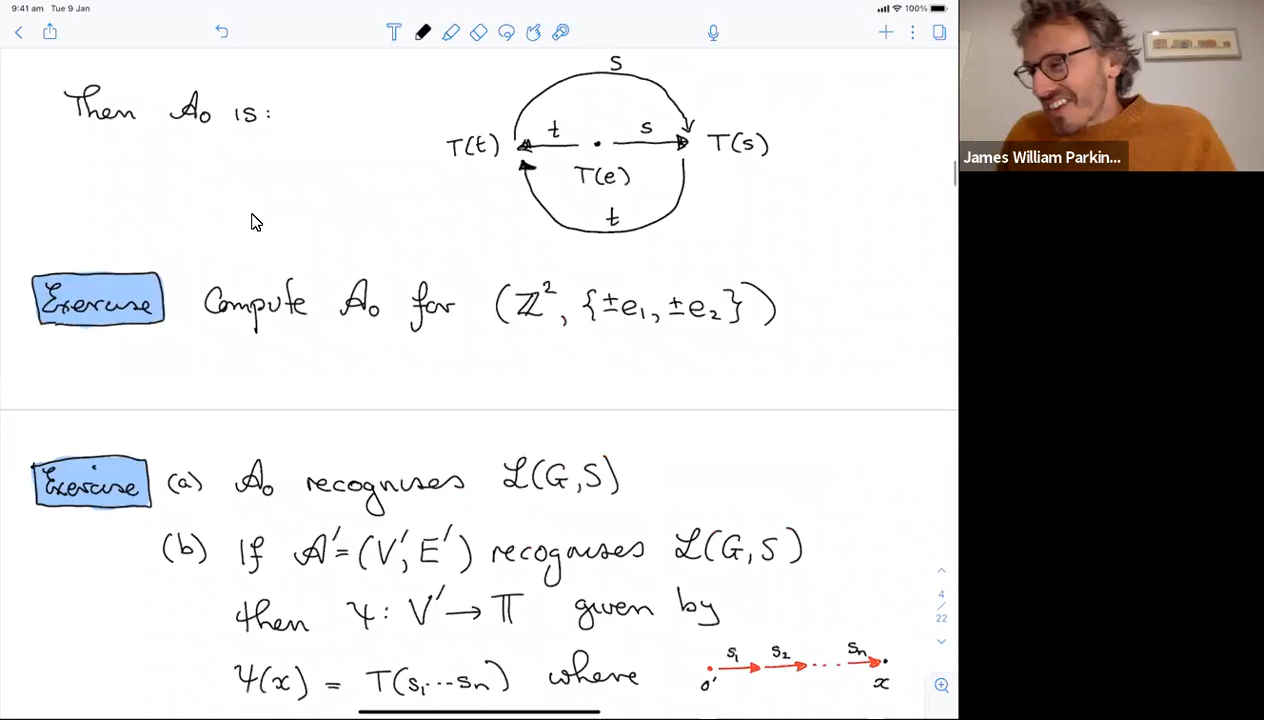 9:41 am Tue 9 Jan
100%
s
Then A₀ is:
T(t) t s T(s)
T(e)
t
Exercise Compute A₀ for (ℤ², {±e₁, ±e₂})
Exercise (a) A₀ recognises L(G,S)
(b) If A′=(V′,E′) recognises L(G,S)
then Ψ: V′ → 𝕋 given by
Ψ(x) = T(s₁⋯sₙ) where
s₁ s₂ ... sₙ
o′ x
4
/
22
James William Parkin...